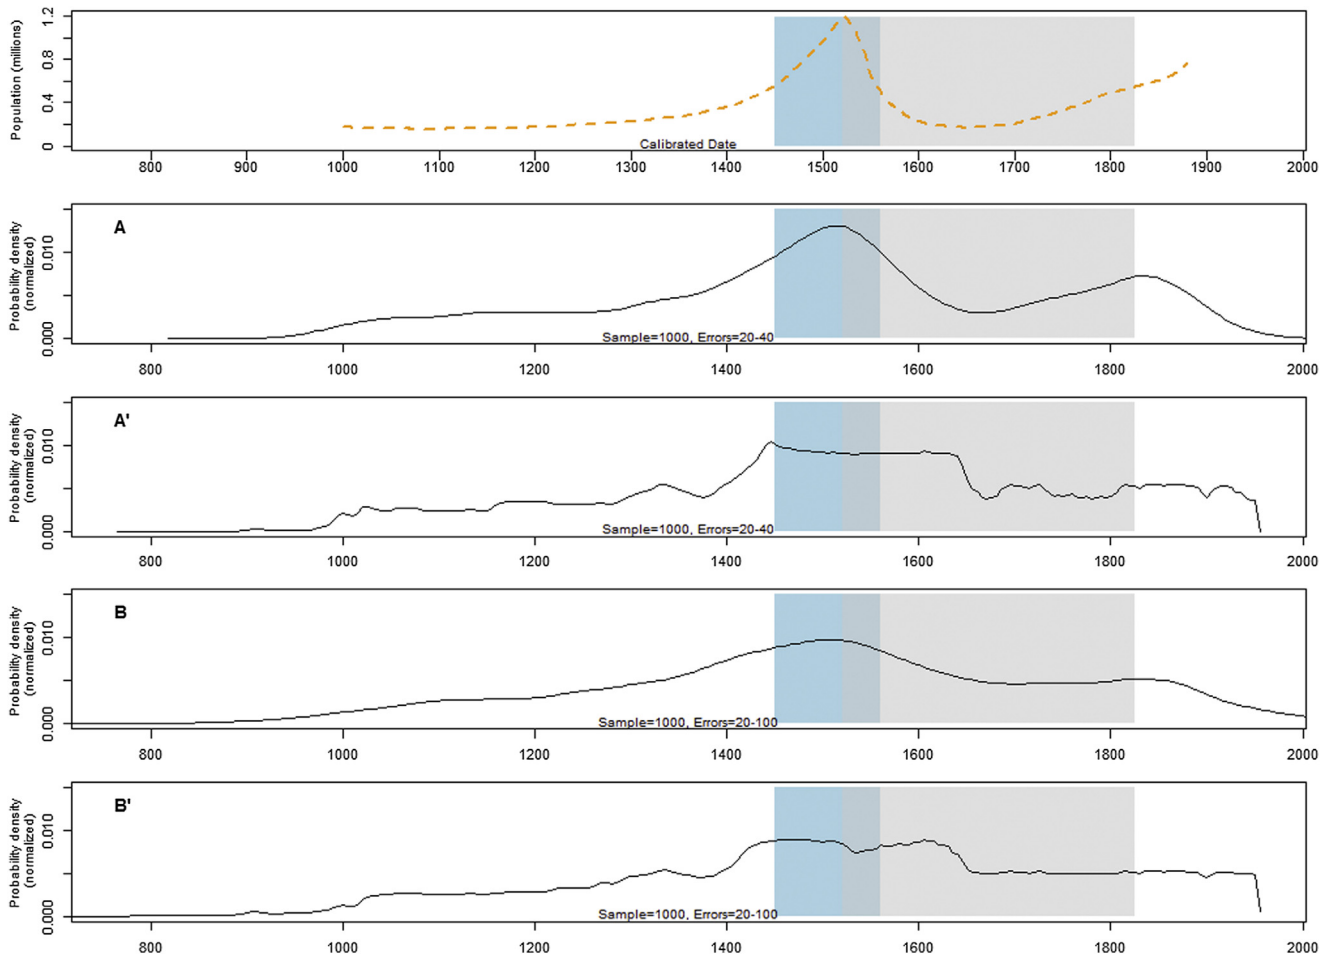 Population (millions)
1.2
0.8
0.4
0
Calibrated Date
800 900 1000 1100 1200 1300 1400 1500 1600 1700 1800 1900 2000
A
Probability density
(normalized)
0.010
0.000
Sample=1000, Errors=20-40
800 1000 1200 1400 1600 1800 2000
A'
Probability density
(normalized)
0.010
0.000
Sample=1000, Errors=20-40
800 1000 1200 1400 1600 1800 2000
B
Probability density
(normalized)
0.010
0.000
Sample=1000, Errors=20-100
800 1000 1200 1400 1600 1800 2000
B'
Probability density
(normalized)
0.010
0.000
Sample=1000, Errors=20-100
800 1000 1200 1400 1600 1800 2000